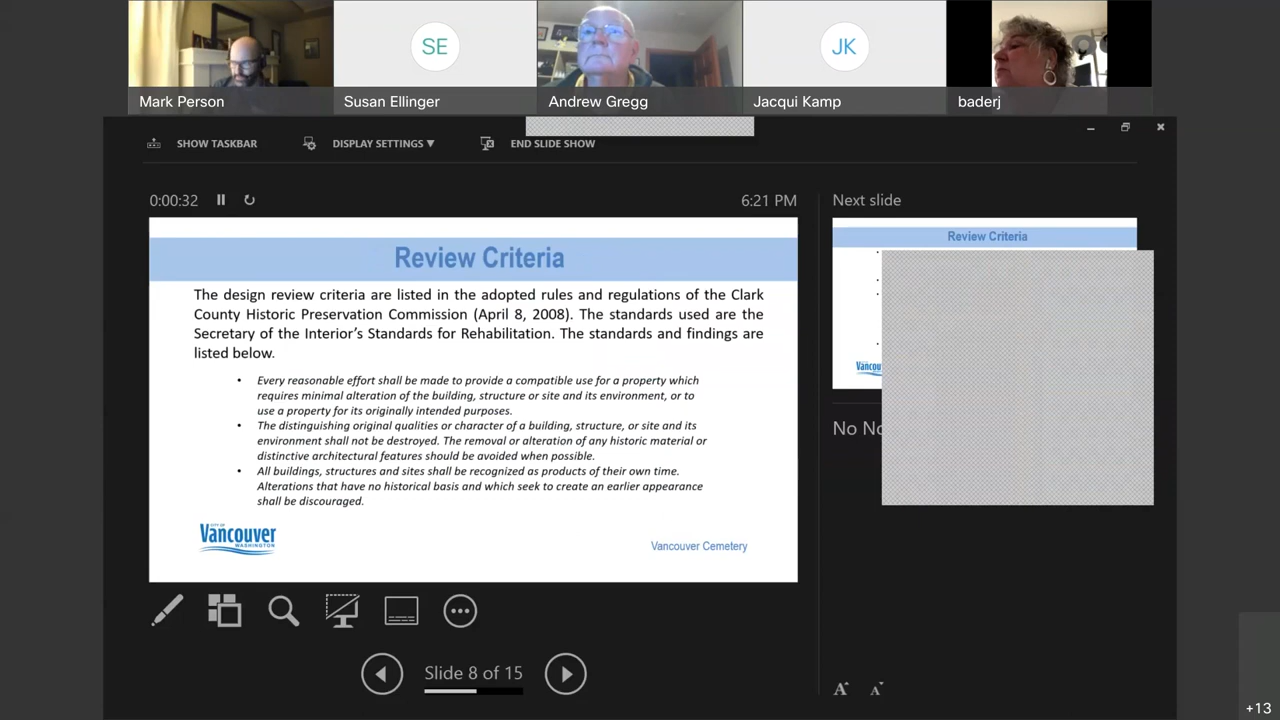 SE
JK
Mark Person
Susan Ellinger
Andrew Gregg
Jacqui Kamp
baderj
SHOW TASKBAR
DISPLAY SETTINGS ▼
END SLIDE SHOW
0:00:32
6:21 PM
Review Criteria
The design review criteria are listed in the adopted rules and regulations of the Clark
County Historic Preservation Commission (April 8, 2008). The standards used are the
Secretary of the Interior's Standards for Rehabilitation. The standards and findings are
listed below.
• Every reasonable effort shall be made to provide a compatible use for a property which
requires minimal alteration of the building, structure or site and its environment, or to
use a property for its originally intended purposes.
• The distinguishing original qualities or character of a building, structure, or site and its
environment shall not be destroyed. The removal or alteration of any historic material or
distinctive architectural features should be avoided when possible.
• All buildings, structures and sites shall be recognized as products of their own time.
Alterations that have no historical basis and which seek to create an earlier appearance
shall be discouraged.
CITY OF
Vancouver
WASHINGTON
Vancouver Cemetery
Slide 8 of 15
Next slide
Review Criteria
No
A
A
+13